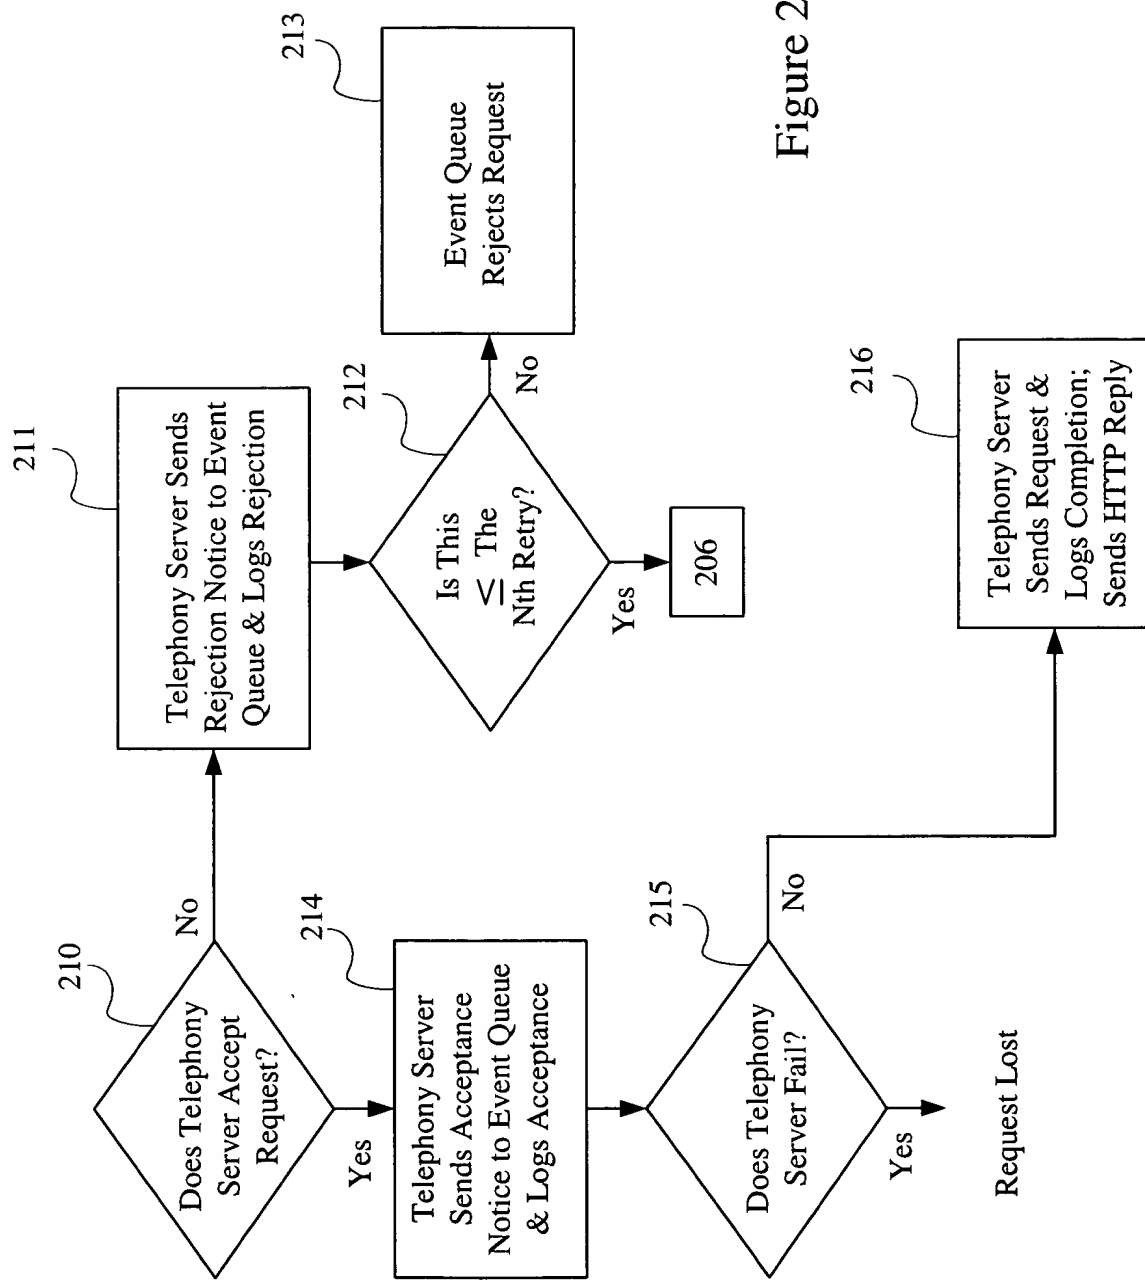 210
Does Telephony
Server Accept
Request?
No
Yes
211
Telephony Server Sends
Rejection Notice to Event
Queue & Logs Rejection
212
Is This
≤ The
Nth Retry?
No
Yes
206
213
Event Queue
Rejects Request
214
Telephony Server
Sends Acceptance
Notice to Event Queue
& Logs Acceptance
215
Does Telephony
Server Fail?
No
Yes
Request Lost
216
Telephony Server
Sends Request &
Logs Completion;
Sends HTTP Reply
Figure 2